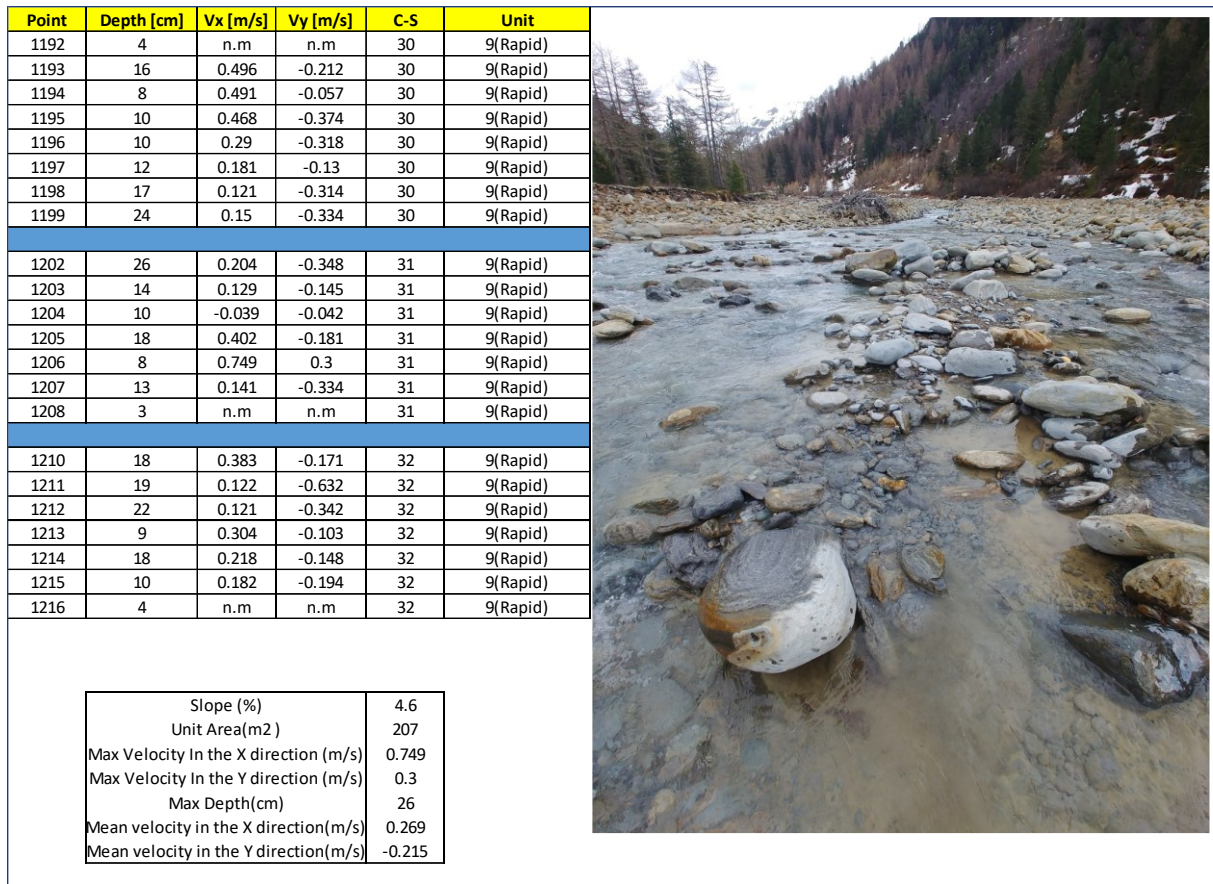 Point Depth [cm] Vx [m/s] Vy [m/s] C-S Unit
1192 4 n.m n.m 30 9(Rapid)
1193 16 0.496 -0.212 30 9(Rapid)
1194 8 0.491 -0.057 30 9(Rapid)
1195 10 0.468 -0.374 30 9(Rapid)
1196 10 0.29 -0.318 30 9(Rapid)
1197 12 0.181 -0.13 30 9(Rapid)
1198 17 0.121 -0.314 30 9(Rapid)
1199 24 0.15 -0.334 30 9(Rapid)
1202 26 0.204 -0.348 31 9(Rapid)
1203 14 0.129 -0.145 31 9(Rapid)
1204 10 -0.039 -0.042 31 9(Rapid)
1205 18 0.402 -0.181 31 9(Rapid)
1206 8 0.749 0.3 31 9(Rapid)
1207 13 0.141 -0.334 31 9(Rapid)
1208 3 n.m n.m 31 9(Rapid)
1210 18 0.383 -0.171 32 9(Rapid)
1211 19 0.122 -0.632 32 9(Rapid)
1212 22 0.121 -0.342 32 9(Rapid)
1213 9 0.304 -0.103 32 9(Rapid)
1214 18 0.218 -0.148 32 9(Rapid)
1215 10 0.182 -0.194 32 9(Rapid)
1216 4 n.m n.m 32 9(Rapid)
Slope (%) 4.6
Unit Area(m2 ) 207
Max Velocity In the X direction (m/s) 0.749
Max Velocity In the Y direction (m/s) 0.3
Max Depth(cm) 26
Mean velocity in the X direction(m/s) 0.269
Mean velocity in the Y direction(m/s) -0.215